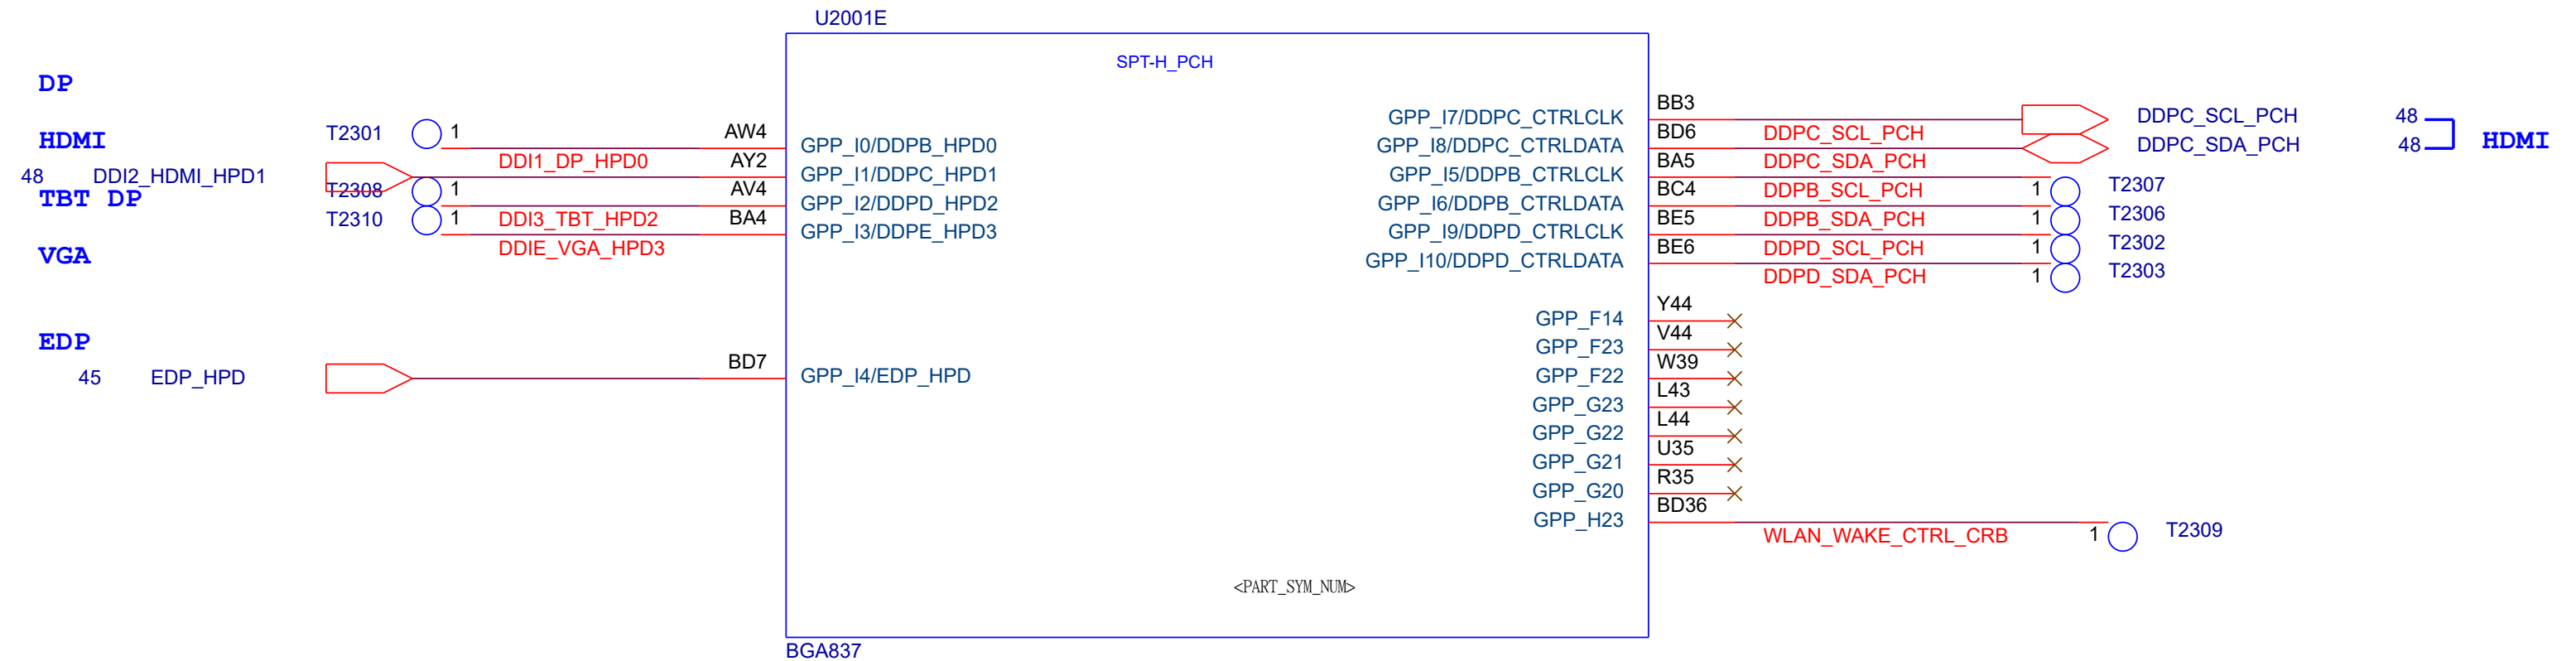 U2001E
SPT-H_PCH
DP
HDMI
48 DDI2_HDMI_HPD1
TBT DP
VGA
EDP
45 EDP_HPD
T2301 1 AW4 GPP_I0/DDPB_HPD0
DDI1_DP_HPD0 AY2 GPP_I1/DDPC_HPD1
T2308 1 AV4 GPP_I2/DDPD_HPD2
T2310 1 DDI3_TBT_HPD2 BA4 GPP_I3/DDPE_HPD3
DDIE_VGA_HPD3
BD7 GPP_I4/EDP_HPD
GPP_I7/DDPC_CTRLCLK BB3 DDPC_SCL_PCH DDPC_SCL_PCH 48
GPP_I8/DDPC_CTRLDATA BD6 DDPC_SDA_PCH DDPC_SDA_PCH 48 HDMI
GPP_I5/DDPB_CTRLCLK BA5 DDPB_SCL_PCH 1 T2307
GPP_I6/DDPB_CTRLDATA BC4 DDPB_SDA_PCH 1 T2306
GPP_I9/DDPD_CTRLCLK BE5 DDPD_SCL_PCH 1 T2302
GPP_I10/DDPD_CTRLDATA BE6 DDPD_SDA_PCH 1 T2303
GPP_F14 Y44
GPP_F23 V44
GPP_F22 W39
GPP_G23 L43
GPP_G22 L44
GPP_G21 U35
GPP_G20 R35
GPP_H23 BD36 WLAN_WAKE_CTRL_CRB 1 T2309
<PART_SYM_NUM>
BGA837